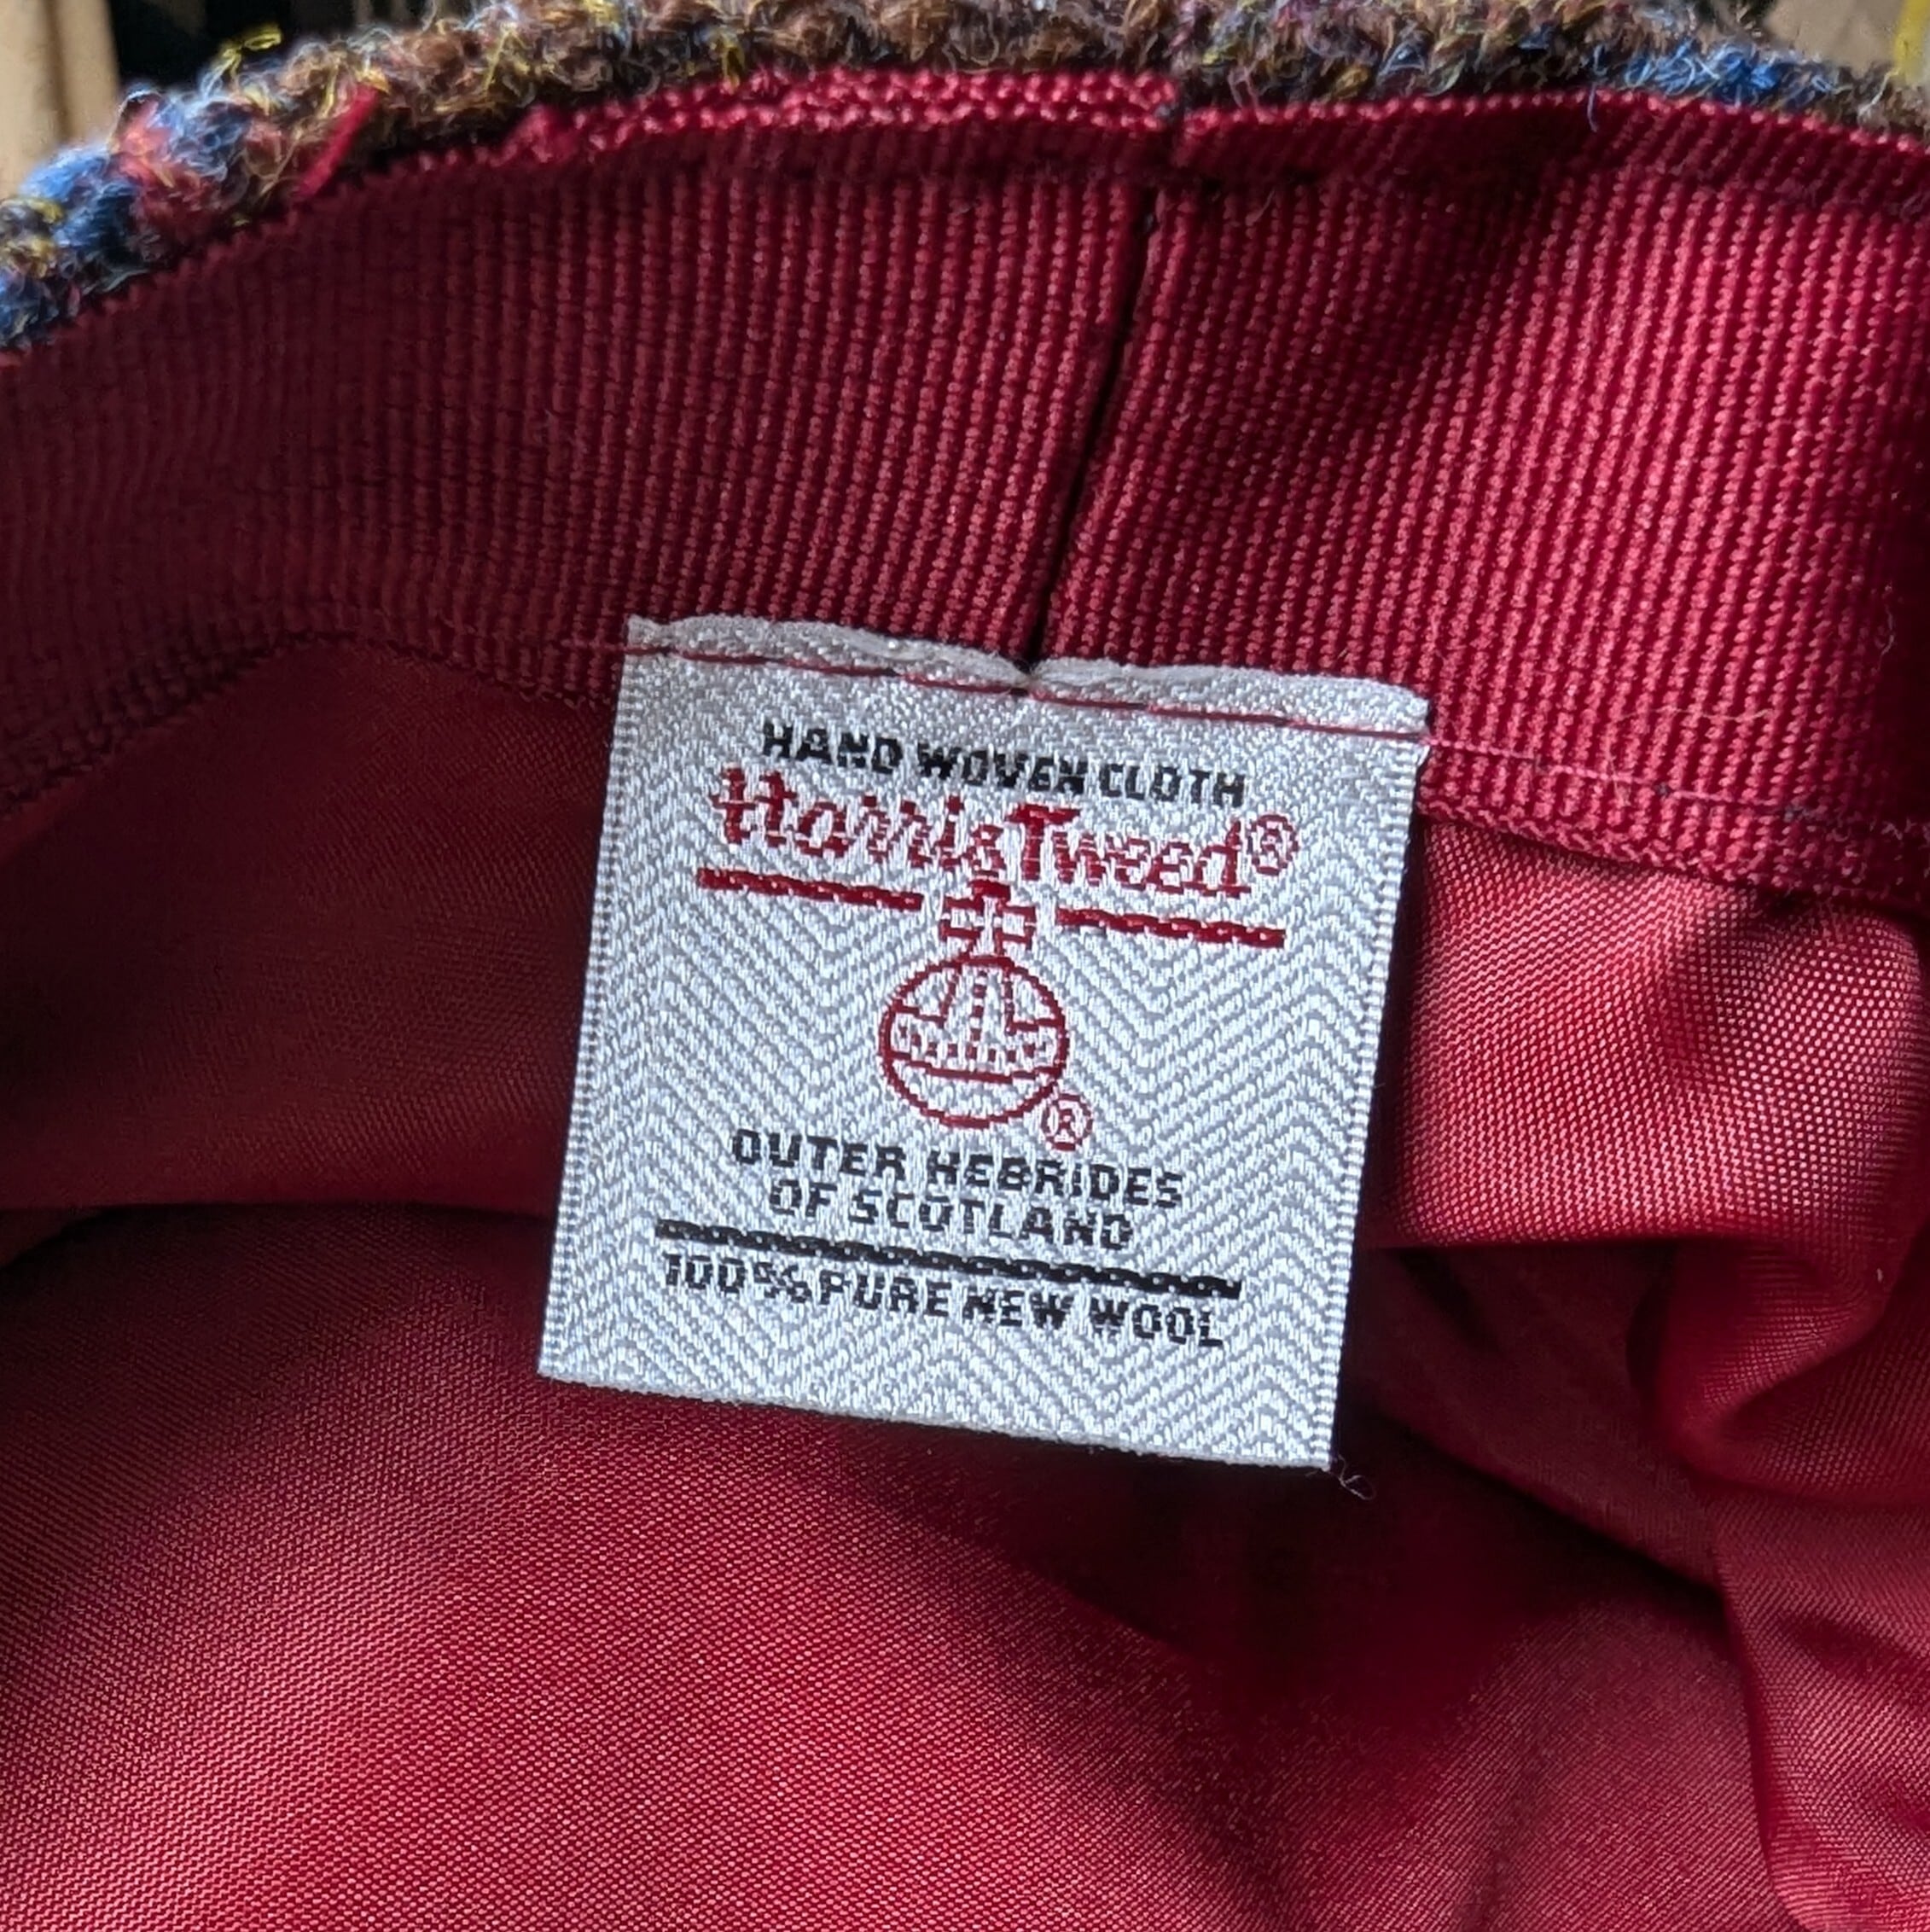 HAND WOVEN CLOTH
Harris Tweed®
®
OUTER HEBRIDES
OF SCOTLAND
100% PURE NEW WOOL